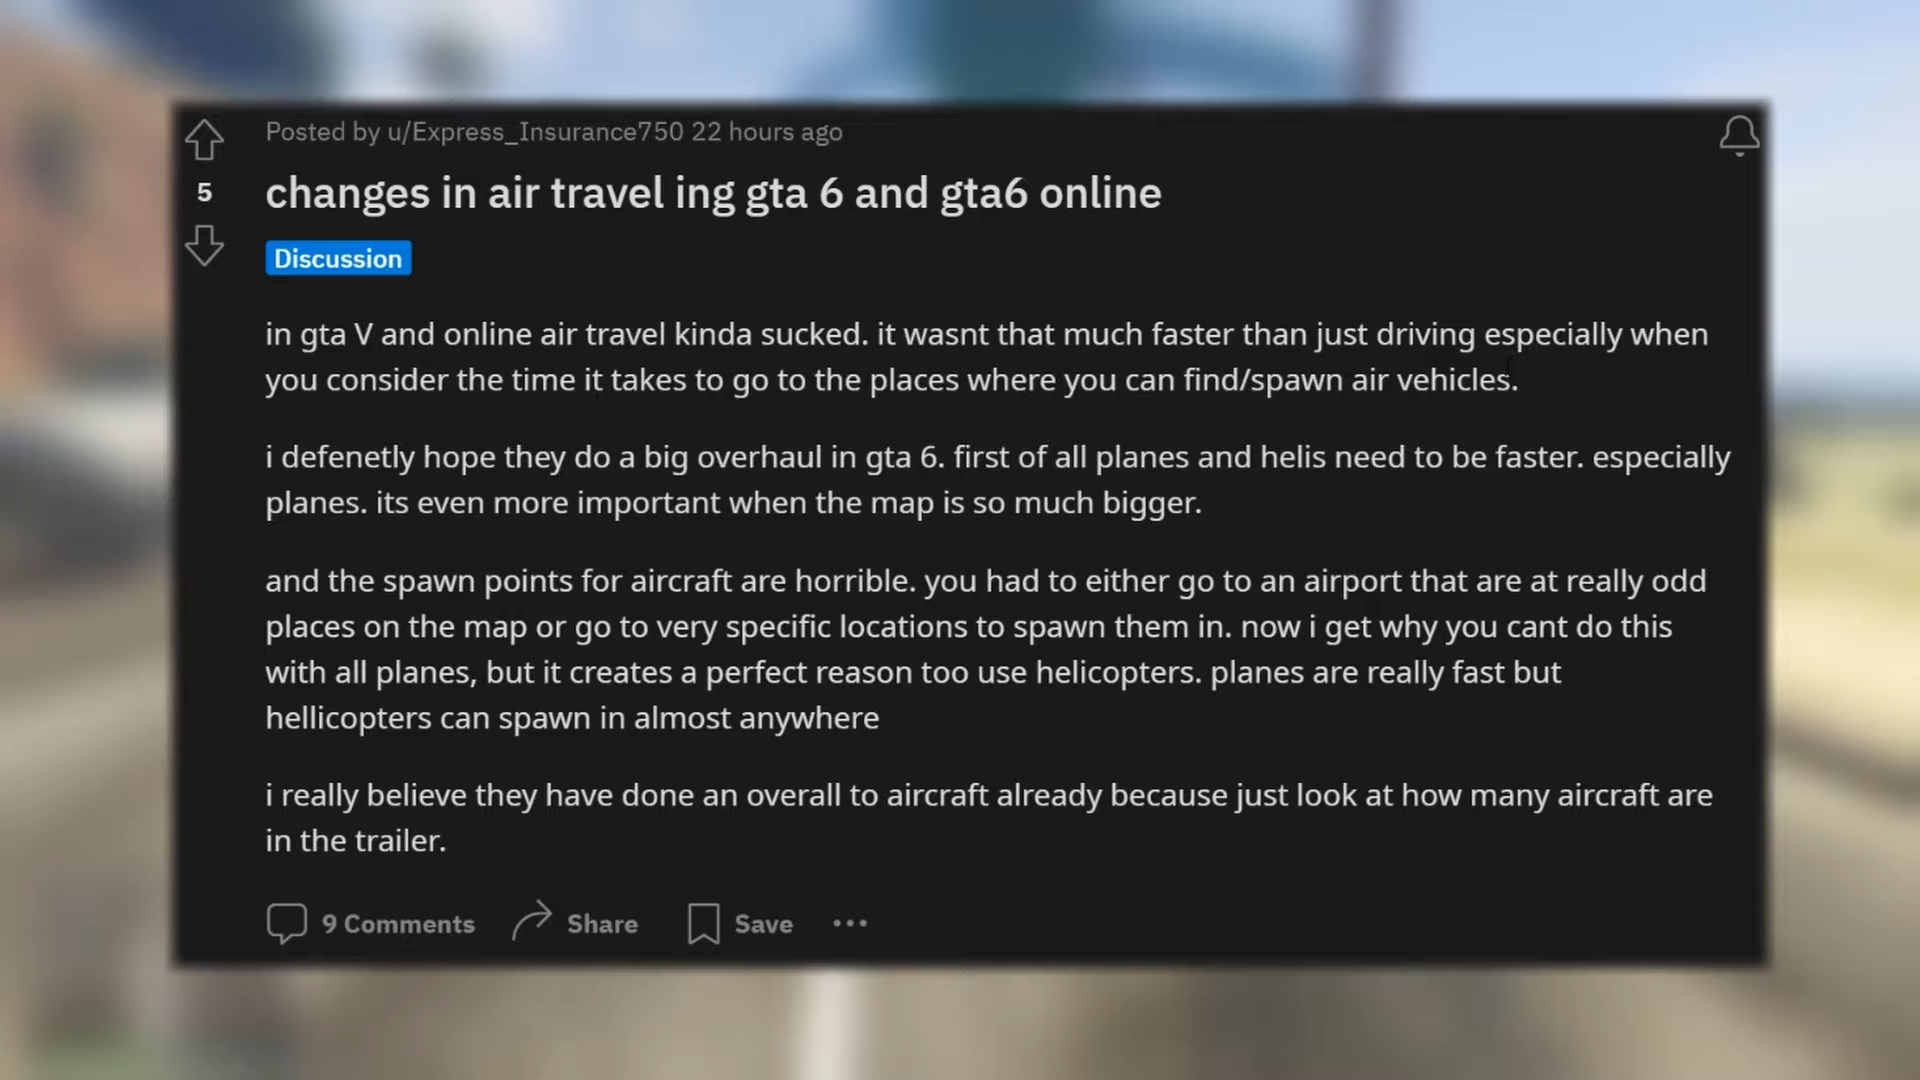 Posted by u/Express_Insurance750 22 hours ago
5
changes in air travel ing gta 6 and gta6 online
Discussion
in gta V and online air travel kinda sucked. it wasnt that much faster than just driving especially when
you consider the time it takes to go to the places where you can find/spawn air vehicles.
i defenetly hope they do a big overhaul in gta 6. first of all planes and helis need to be faster. especially
planes. its even more important when the map is so much bigger.
and the spawn points for aircraft are horrible. you had to either go to an airport that are at really odd
places on the map or go to very specific locations to spawn them in. now i get why you cant do this
with all planes, but it creates a perfect reason too use helicopters. planes are really fast but
hellicopters can spawn in almost anywhere
i really believe they have done an overall to aircraft already because just look at how many aircraft are
in the trailer.
9 Comments Share Save